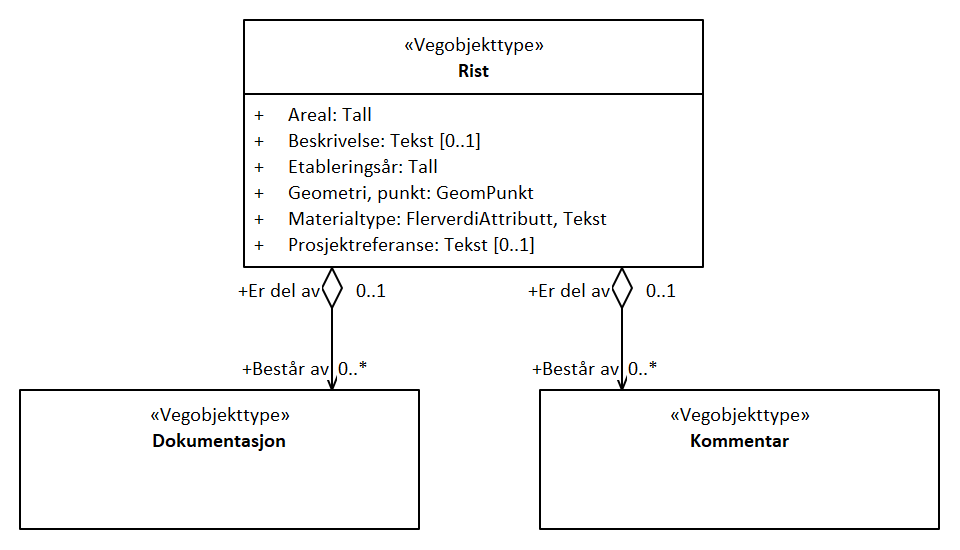 «Vegobjekttype»
Rist
+ Areal: Tall
+ Beskrivelse: Tekst [0..1]
+ Etableringsår: Tall
+ Geometri, punkt: GeomPunkt
+ Materialtype: FlerverdiAttributt, Tekst
+ Prosjektreferanse: Tekst [0..1]
+Er del av 0..1 +Er del av 0..1
+Består av 0..* +Består av 0..*
«Vegobjekttype» «Vegobjekttype»
Dokumentasjon Kommentar